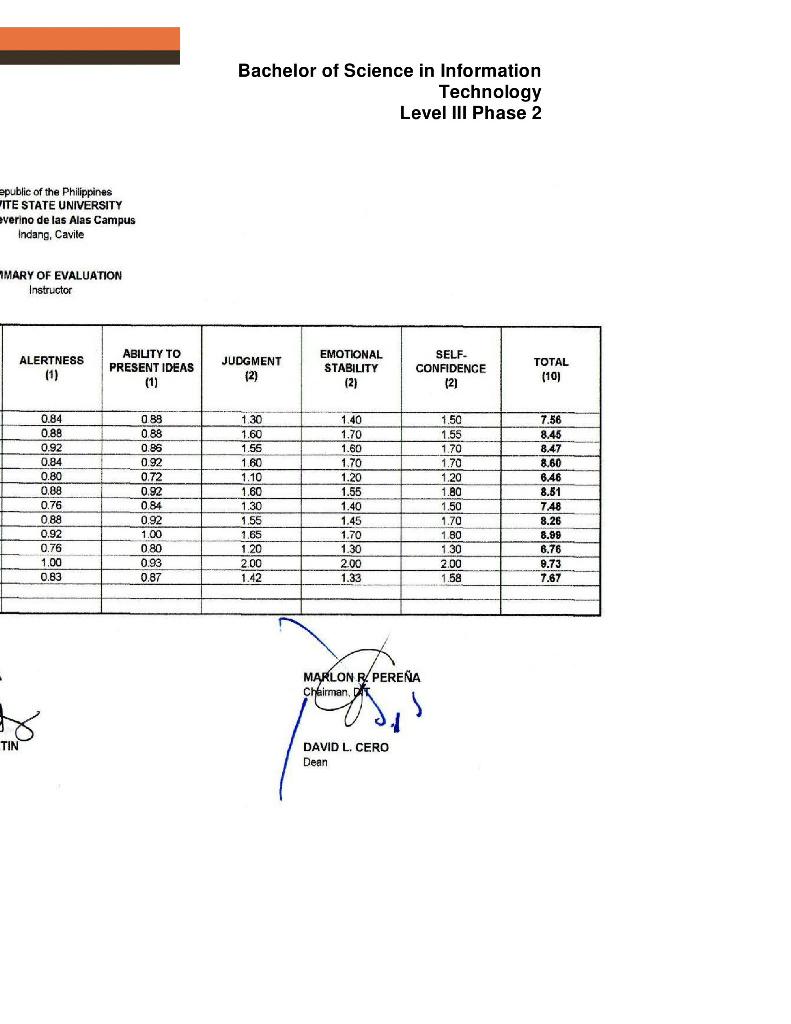 Bachelor of Science in Information
Technology
Level III Phase 2
epublic of the Philippines
ITE STATE UNIVERSITY
everino de las Alas Campus
Indang, Cavite
MMARY OF EVALUATION
Instructor
ALERTNESS (1) ABILITY TO PRESENT IDEAS (1) JUDGMENT (2) EMOTIONAL STABILITY (2) SELF-CONFIDENCE (2) TOTAL (10)
0.84 0.88 1.30 1.40 1.50 7.56
0.88 0.88 1.60 1.70 1.55 8.45
0.92 0.86 1.55 1.60 1.70 8.47
0.84 0.92 1.60 1.70 1.70 8.60
0.80 0.72 1.10 1.20 1.20 6.46
0.88 0.92 1.60 1.55 1.80 8.51
0.76 0.84 1.30 1.40 1.50 7.48
0.88 0.92 1.55 1.45 1.70 8.26
0.92 1.00 1.65 1.70 1.80 8.99
0.76 0.80 1.20 1.30 1.30 6.76
1.00 0.93 2.00 2.00 2.00 9.73
0.83 0.87 1.42 1.33 1.58 7.67
MARLON R. PEREÑA
Chairman, DIT
TIN
DAVID L. CERO
Dean